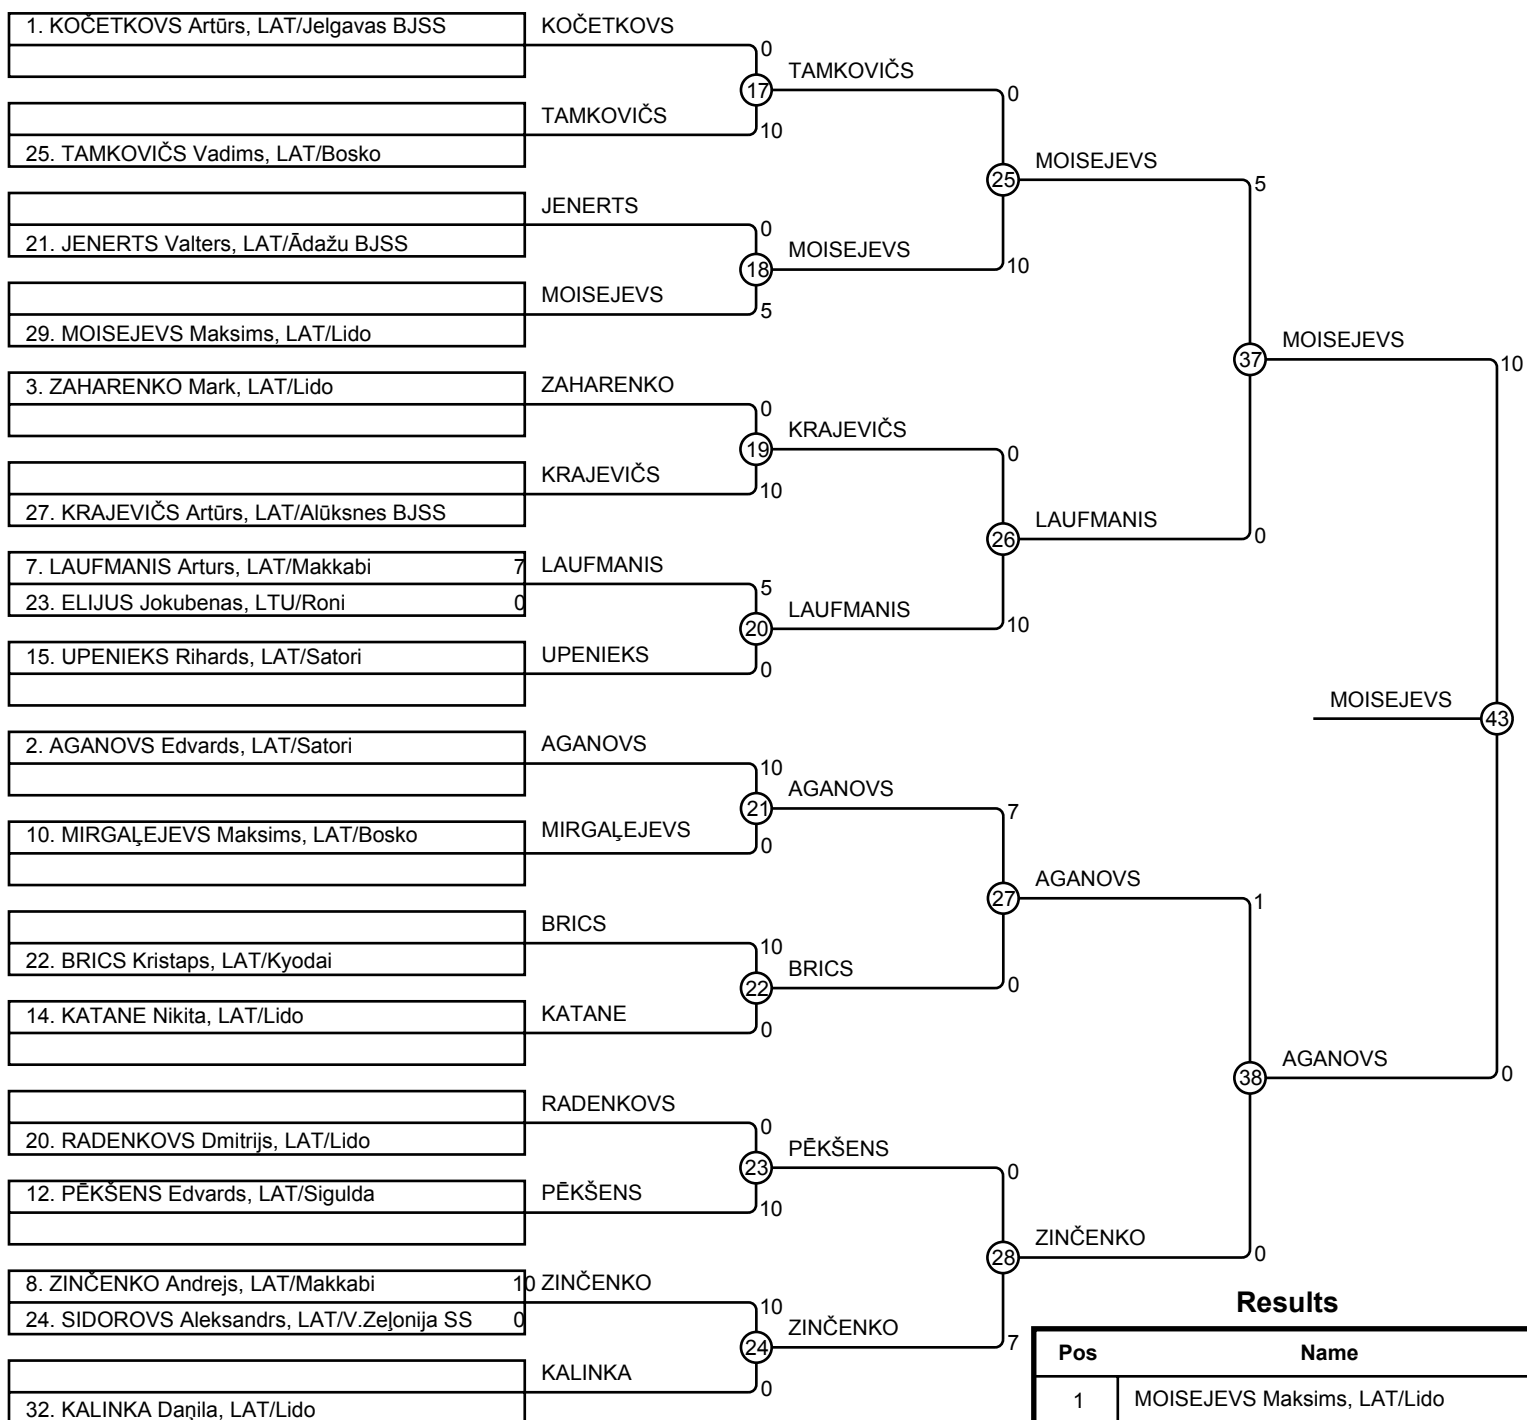 1. KOČETKOVS Artūrs, LAT/Jelgavas BJSS
KOČETKOVS
0
17
TAMKOVIČS
0
TAMKOVIČS
10
25. TAMKOVIČS Vadims, LAT/Bosko
25
MOISEJEVS
5
JENERTS
0
21. JENERTS Valters, LAT/Ādažu BJSS
18
MOISEJEVS
10
MOISEJEVS
5
29. MOISEJEVS Maksims, LAT/Lido
37
MOISEJEVS
10
3. ZAHARENKO Mark, LAT/Lido
ZAHARENKO
0
19
KRAJEVIČS
0
KRAJEVIČS
10
27. KRAJEVIČS Artūrs, LAT/Alūksnes BJSS
26
LAUFMANIS
0
7. LAUFMANIS Arturs, LAT/Makkabi 7
LAUFMANIS
5
23. ELIJUS Jokubenas, LTU/Roni 0
20
LAUFMANIS
10
15. UPENIEKS Rihards, LAT/Satori
UPENIEKS
0
MOISEJEVS
43
2. AGANOVS Edvards, LAT/Satori
AGANOVS
10
21
AGANOVS
7
10. MIRGAĻEJEVS Maksims, LAT/Bosko
MIRGAĻEJEVS
0
27
AGANOVS
1
BRICS
10
22. BRICS Kristaps, LAT/Kyodai
22
BRICS
0
14. KATANE Nikita, LAT/Lido
KATANE
0
38
AGANOVS
0
RADENKOVS
0
20. RADENKOVS Dmitrijs, LAT/Lido
23
PĒKŠENS
0
12. PĒKŠENS Edvards, LAT/Sigulda
PĒKŠENS
10
28
ZINČENKO
0
8. ZINČENKO Andrejs, LAT/Makkabi 10
ZINČENKO
10
24. SIDOROVS Aleksandrs, LAT/V.Zeļonija SS 0
24
ZINČENKO
7
KALINKA
0
32. KALINKA Daņila, LAT/Lido
Results
Pos Name
1 MOISEJEVS Maksims, LAT/Lido